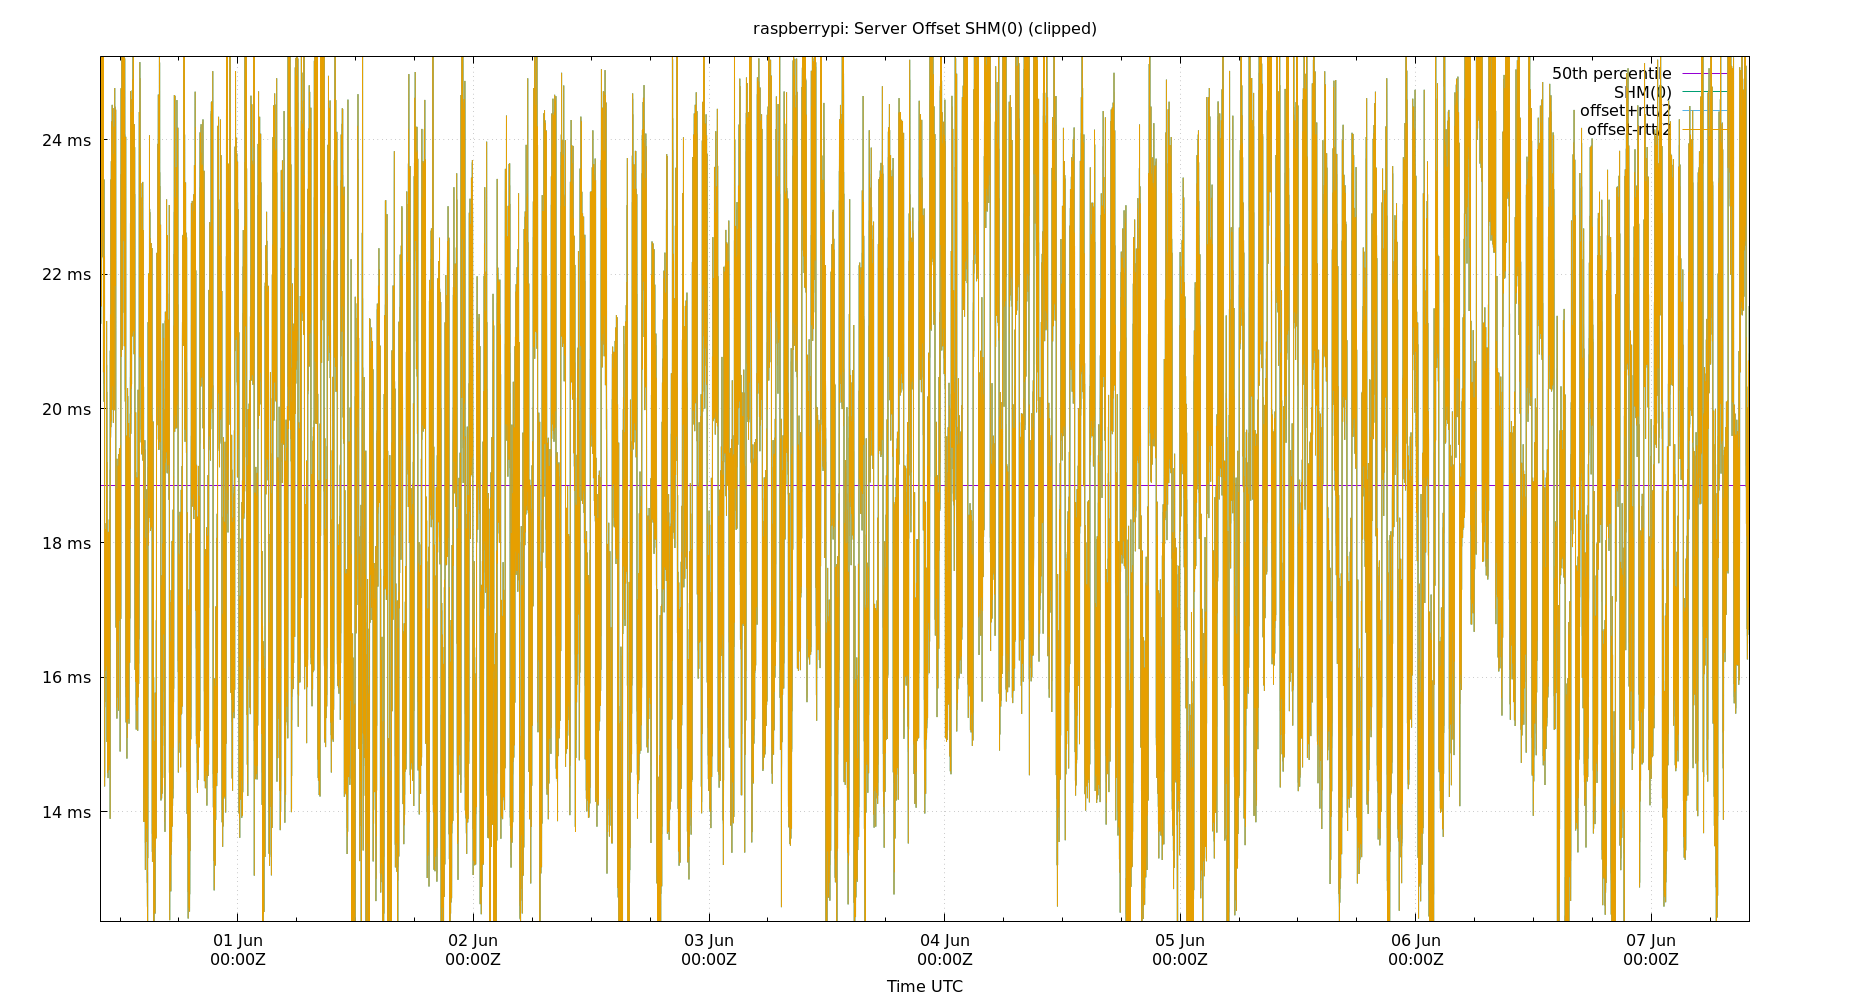 raspberrypi: Server Offset SHM(0) (clipped)
50th percentile
SHM(0)
offset+rtt/2
offset-rtt/2
24 ms
22 ms
20 ms
18 ms
16 ms
14 ms
01 Jun 02 Jun 03 Jun 04 Jun 05 Jun 06 Jun 07 Jun
00:00Z 00:00Z 00:00Z 00:00Z 00:00Z 00:00Z 00:00Z
Time UTC